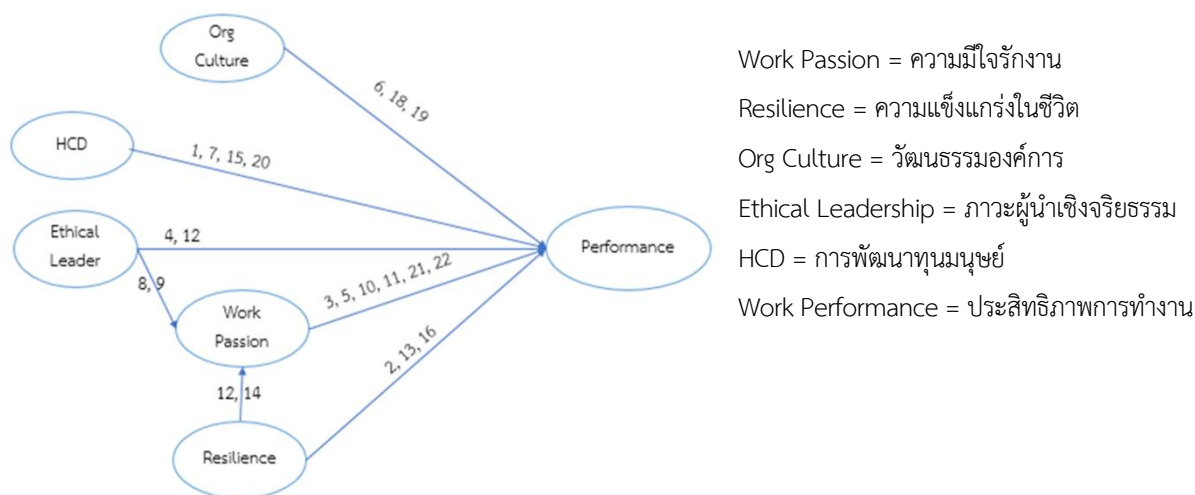 Org
Culture
6, 18, 19
HCD
1, 7, 15, 20
Ethical
Leader
4, 12
Performance
8, 9
3, 5, 10, 11, 21, 22
Work
Passion
2, 13, 16
12, 14
Resilience
Work Passion = ความมีใจรักงาน
Resilience = ความแข็งแกร่งในชีวิต
Org Culture = วัฒนธรรมองค์การ
Ethical Leadership = ภาวะผู้นำเชิงจริยธรรม
HCD = การพัฒนาทุนมนุษย์
Work Performance = ประสิทธิภาพการทำงาน